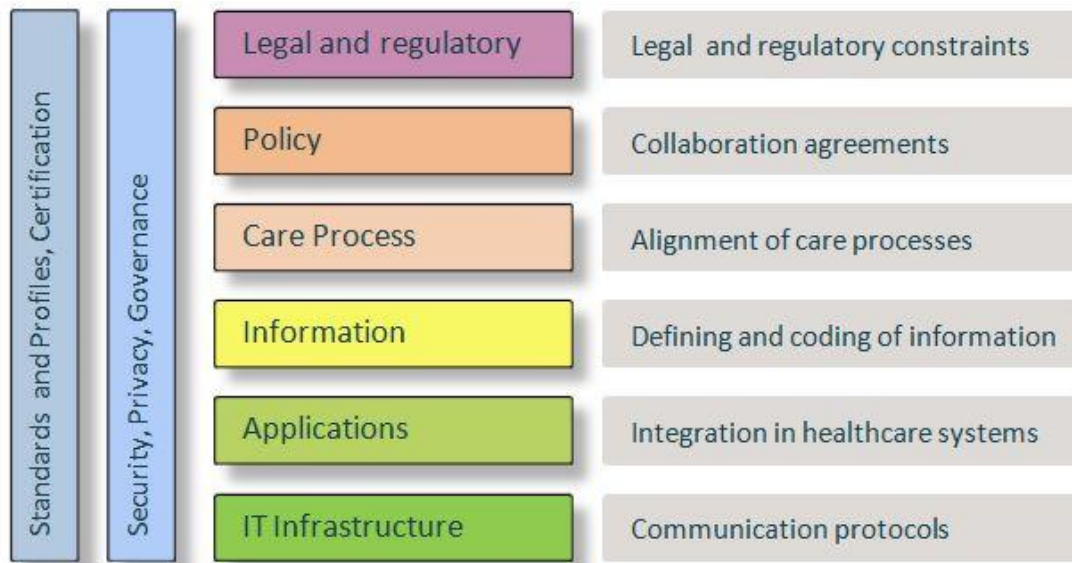 Standards and Profiles, Certification
Security, Privacy, Governance
Legal and regulatory
Legal and regulatory constraints
Policy
Collaboration agreements
Care Process
Alignment of care processes
Information
Defining and coding of information
Applications
Integration in healthcare systems
IT Infrastructure
Communication protocols